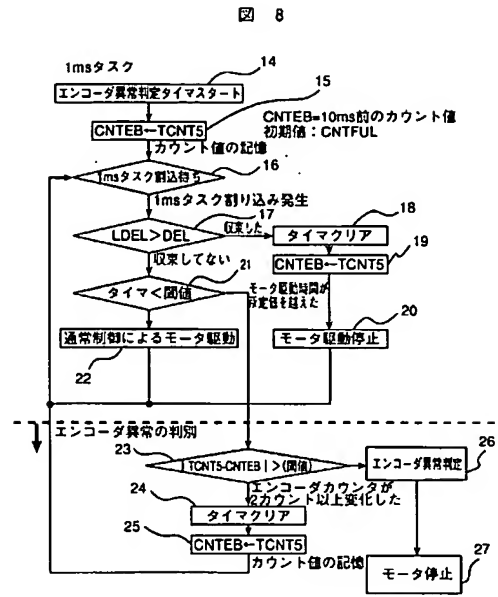 図 8
1msタスク
14
エンコーダ異常判定タイマスタート
15
CNTEB←TCNT5
CNTEB=10ms前のカウント値
初期値：CNTFUL
カウント値の記憶
16
1msタスク割込待ち
1msタスク割り込み発生
17
LDEL>DEL
収束した
18
タイマクリア
19
CNTEB←TCNT5
収束してない
21
タイマ<閾値
モータ駆動時間が
所定値を越えた
20
モータ駆動停止
通常制御によるモータ駆動
22
エンコーダ異常の判別
23
|TCNT5-CNTEB|>(閾値)
26
エンコーダ異常判定
エンコーダカウンタが
2カウント以上変化した
24
タイマクリア
25
CNTEB←TCNT5
カウント値の記憶
27
モータ停止